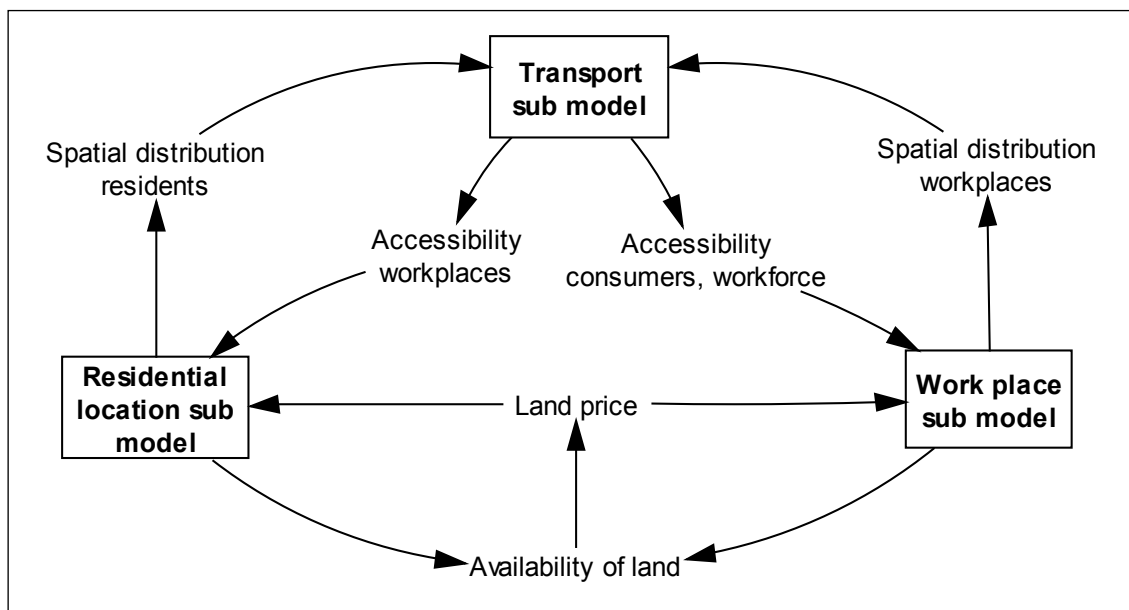 Transport
sub model
Spatial distribution
residents
Spatial distribution
workplaces
Accessibility
workplaces
Accessibility
consumers, workforce
Residential
location sub
model
Land price
Work place
sub model
Availability of land